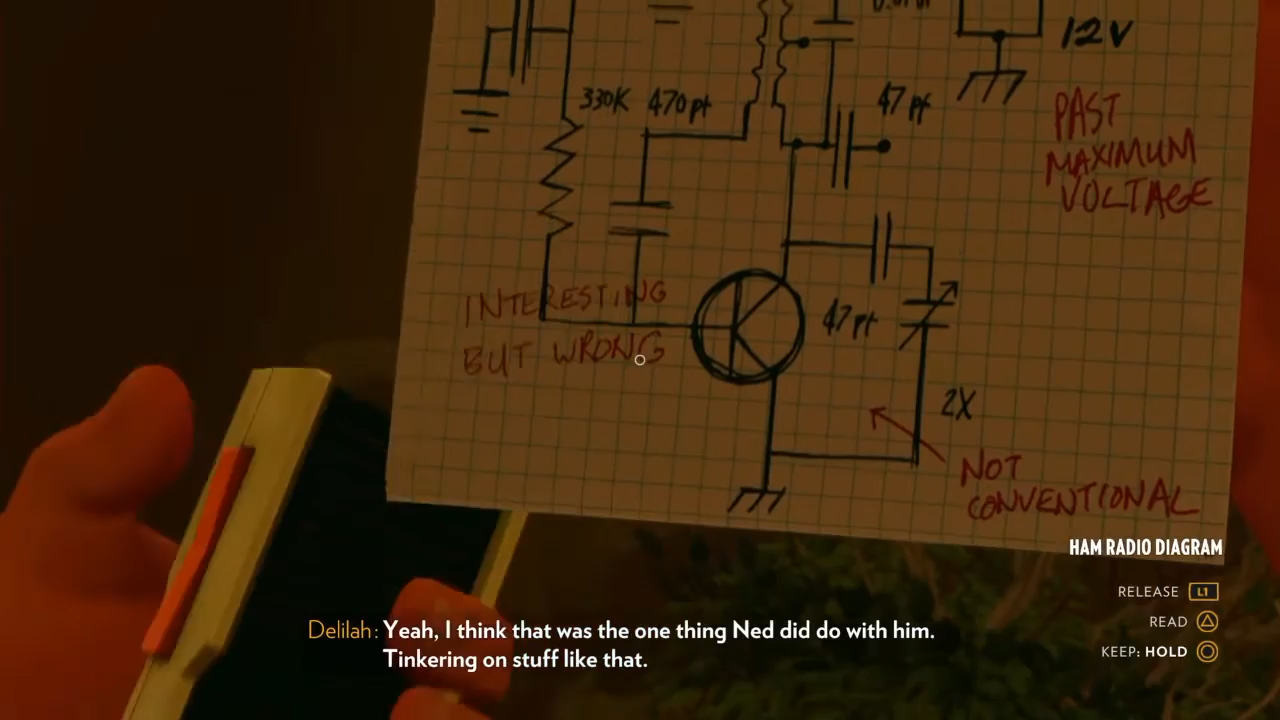 12V
330K 470pf
47pf
PAST
MAXIMUM
VOLTAGE
INTERESTING
BUT WRONG
47pf
2X
NOT
CONVENTIONAL
HAM RADIO DIAGRAM
RELEASE L1
READ
KEEP: HOLD
Delilah: Yeah, I think that was the one thing Ned did do with him.
Tinkering on stuff like that.